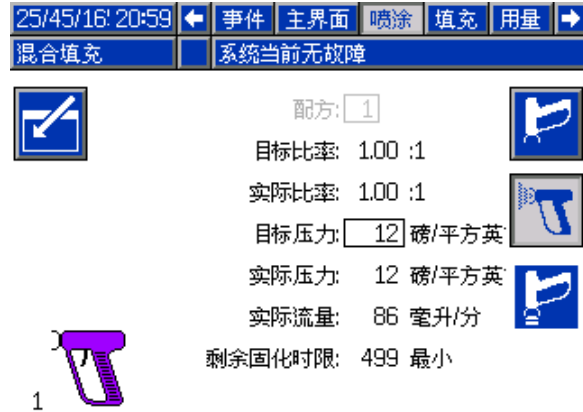 25/45/16 20:59 事件 主界面 喷涂 填充 用量
混合填充 系统当前无故障
配方: 1
目标比率: 1.00 :1
实际比率: 1.00 :1
目标压力: 12 磅/平方英
实际压力: 12 磅/平方英
实际流量: 86 毫升/分
剩余固化时限: 499 最小
1